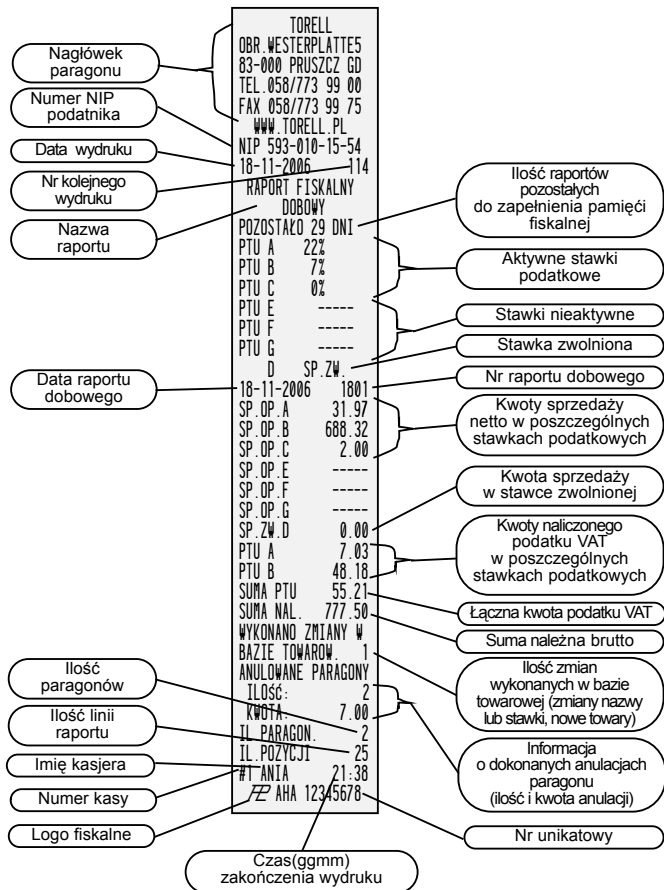 TORELL
OBR.WESTERPLATTE5
83-000 PRUSZCZ GD
TEL.058/773 99 00
FAX 058/773 99 75
WWW.TORELL.PL
NIP 593-010-15-54
18-11-2006 114
RAPORT FISKALNY
DOBOWY
POZOSTAŁO 29 DNI
PTU A 22%
PTU B 7%
PTU C 0%
PTU E -----
PTU F -----
PTU G -----
D SP.ZW.
18-11-2006 1801
SP.OP.A 31.97
SP.OP.B 688.32
SP.OP.C 2.00
SP.OP.E -----
SP.OP.F -----
SP.OP.G -----
SP.ZW.D 0.00
PTU A 7.03
PTU B 48.18
SUMA PTU 55.21
SUMA NAL. 777.50
WYKONANO ZMIANY W
BAZIE TOWAROW. 1
ANULOWANE PARAGONY
ILOŚĆ: 2
KWOTA: 7.00
IL.PARAGON. 2
IL.POZYCJI 25
#1 ANIA 21:38
AHA 12345678
Nagłówek
paragonu
Numer NIP
podatnika
Data wydruku
Nr kolejnego
wydruku
Nazwa
raportu
Data raportu
dobowego
Ilość
paragonów
Ilość linii
raportu
Imię kasjera
Numer kasy
Logo fiskalne
Czas(ggmm)
zakończenia wydruku
Ilość raportów
pozostałych
do zapełnienia pamięći
fiskalnej
Aktywne stawki
podatkowe
Stawki nieaktywne
Stawka zwolniona
Nr raportu dobowego
Kwoty sprzedaży
netto w poszczególnych
stawkach podatkowych
Kwota sprzedaży
w stawce zwolnionej
Kwoty naliczonego
podatku VAT
w poszczególnych
stawkach podatkowych
Łączna kwota podatku VAT
Suma należna brutto
Ilość zmian
wykonanych w bazie
towarowej (zmiany nazwy
lub stawki, nowe towary)
Informacja
o dokonanych anulacjach
paragonu
(ilość i kwota anulacji)
Nr unikatowy